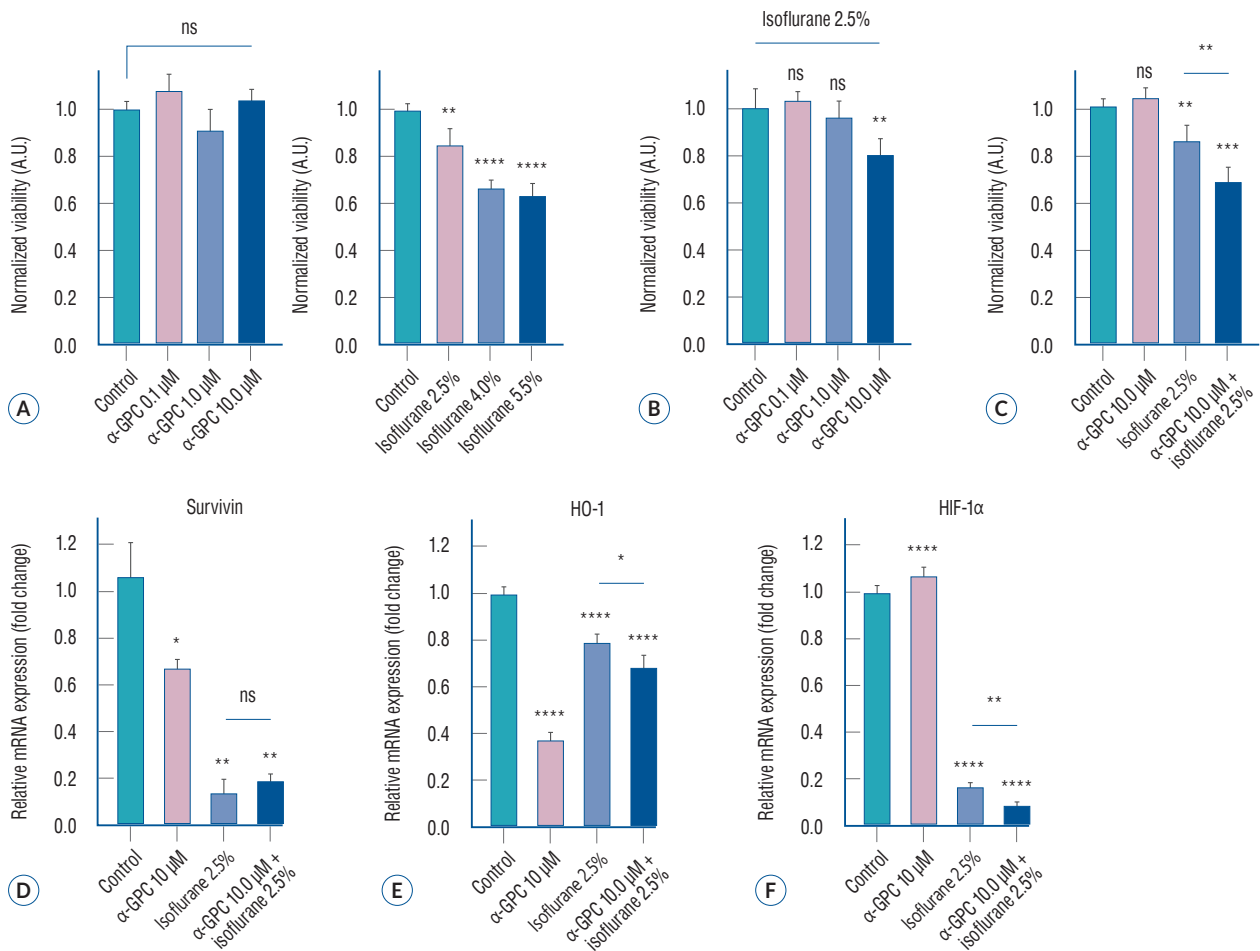 ns
Normalized viability (A.U.)
1.0
0.8
0.6
0.4
0.2
0.0
Control
α-GPC 0.1 µM
α-GPC 1.0 µM
α-GPC 10.0 µM
A
Normalized viability (A.U.)
1.0
0.8
0.6
0.4
0.2
0.0
**
****
****
Control
Isoflurane 2.5%
Isoflurane 4.0%
Isoflurane 5.5%
Isoflurane 2.5%
Normalized viability (A.U.)
1.0
0.8
0.6
0.4
0.2
0.0
ns
ns
**
Control
α-GPC 0.1 µM
α-GPC 1.0 µM
α-GPC 10.0 µM
B
**
Normalized viability (A.U.)
1.0
0.8
0.6
0.4
0.2
0.0
ns
**
***
Control
α-GPC 10.0 µM
Isoflurane 2.5%
α-GPC 10.0 µM +
isoflurane 2.5%
C
Survivin
Relative mRNA expression (fold change)
1.2
1.0
0.8
0.6
0.4
0.2
0.0
*
ns
**
**
Control
α-GPC 10 µM
Isoflurane 2.5%
α-GPC 10.0 µM +
isoflurane 2.5%
D
HO-1
Relative mRNA expression (fold change)
1.2
1.0
0.8
0.6
0.4
0.2
0.0
*
****
****
****
Control
α-GPC 10 µM
Isoflurane 2.5%
α-GPC 10.0 µM +
isoflurane 2.5%
E
HIF-1α
Relative mRNA expression (fold change)
1.2
1.0
0.8
0.6
0.4
0.2
0.0
****
**
****
****
Control
α-GPC 10 µM
Isoflurane 2.5%
α-GPC 10.0 µM +
isoflurane 2.5%
F